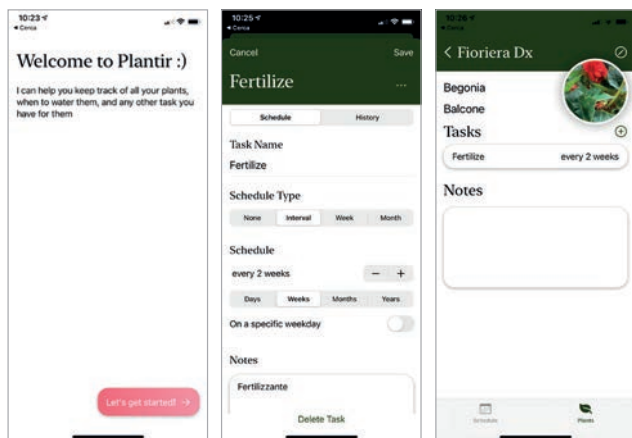 10:23
Cerca
Welcome to Plantir :)
I can help you keep track of all your plants,
when to water them, and any other task you
have for them
Let's get started! →
10:25
Cerca
Cancel
Save
Fertilize
...
Schedule
History
Task Name
Fertilize
Schedule Type
None
Interval
Week
Month
Schedule
every 2 weeks
− +
Days
Weeks
Months
Years
On a specific weekday
Notes
Fertilizzante
Delete Task
10:26
Cerca
< Fioriera Dx
Begonia
Balcone
Tasks
Fertilize
every 2 weeks
Notes
Schedule
Plants